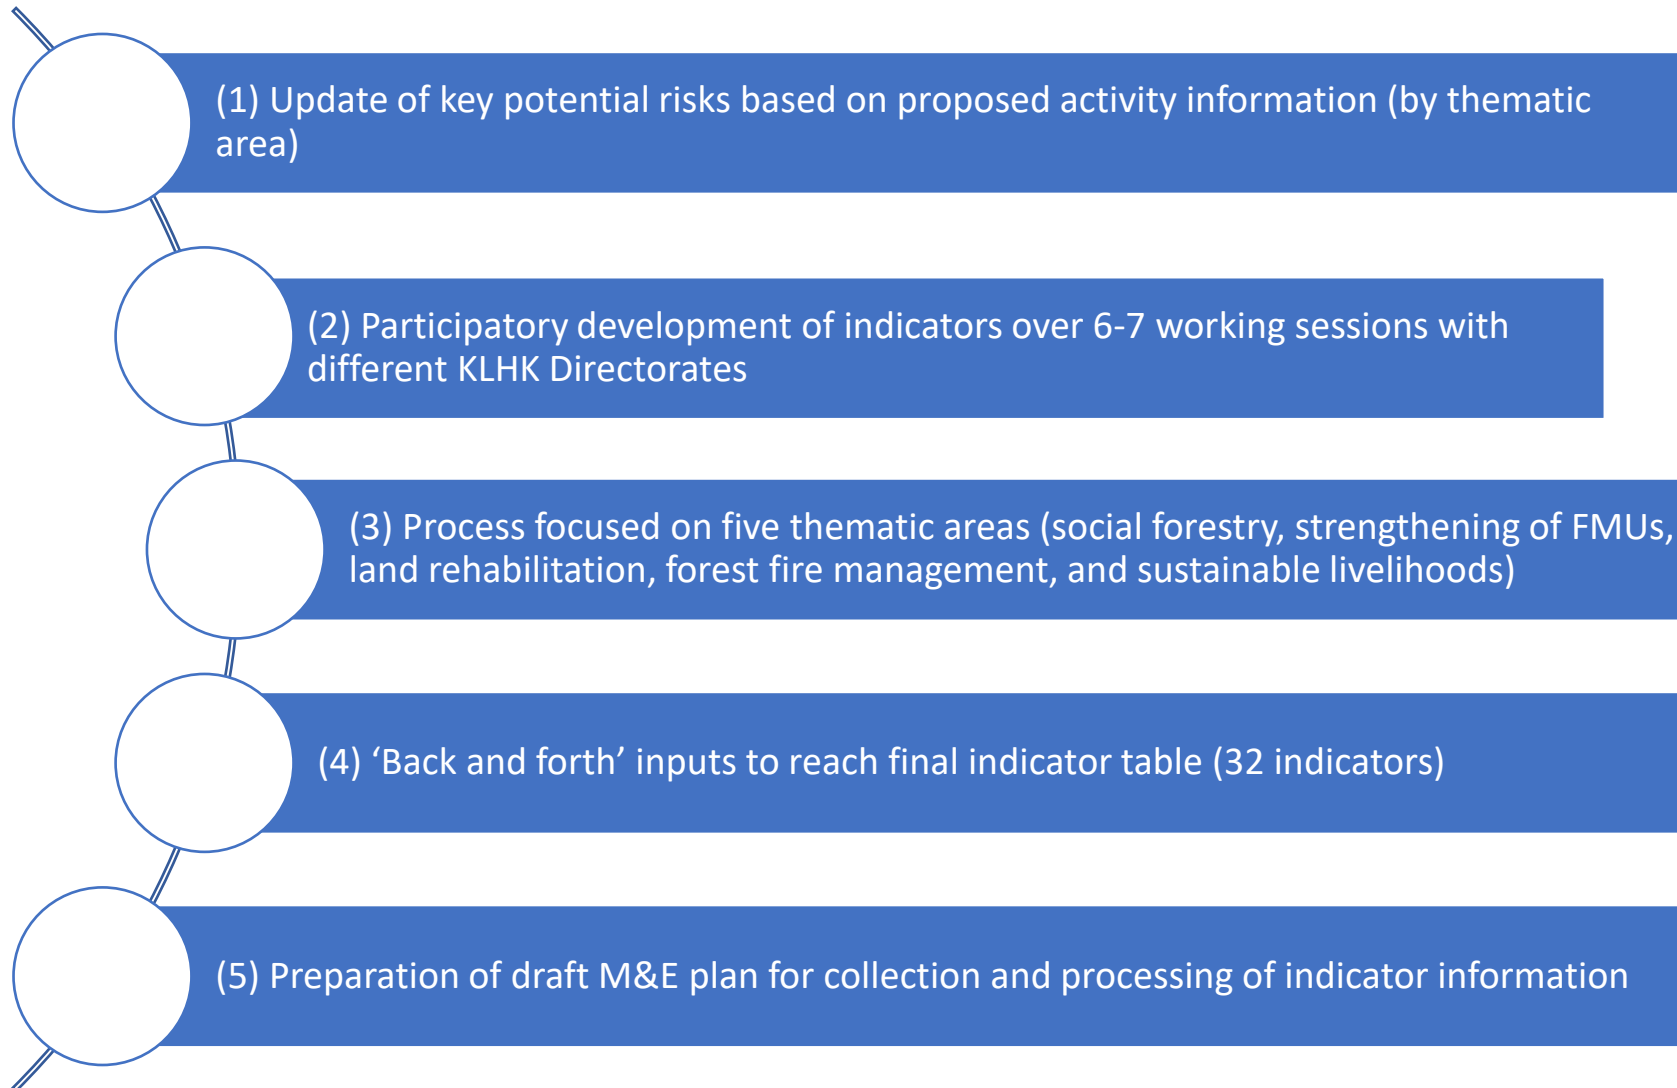 (1) Update of key potential risks based on proposed activity information (by thematic
area)
(2) Participatory development of indicators over 6-7 working sessions with
different KLHK Directorates
(3) Process focused on five thematic areas (social forestry, strengthening of FMUs,
land rehabilitation, forest fire management, and sustainable livelihoods)
(4) ‘Back and forth’ inputs to reach final indicator table (32 indicators)
(5) Preparation of draft M&E plan for collection and processing of indicator information